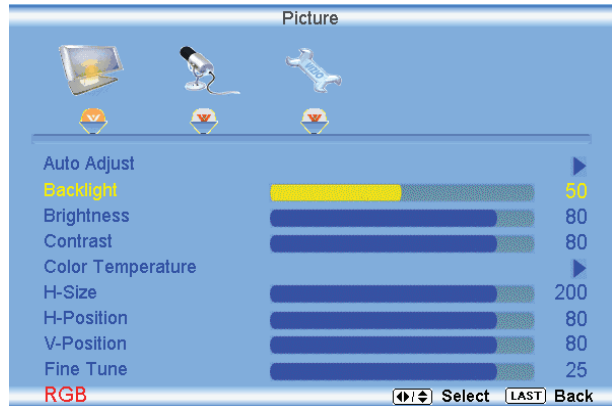 Picture
VIZIO
Auto Adjust
Backlight 50
Brightness 80
Contrast 80
Color Temperature
H-Size 200
H-Position 80
V-Position 80
Fine Tune 25
RGB Select LAST Back